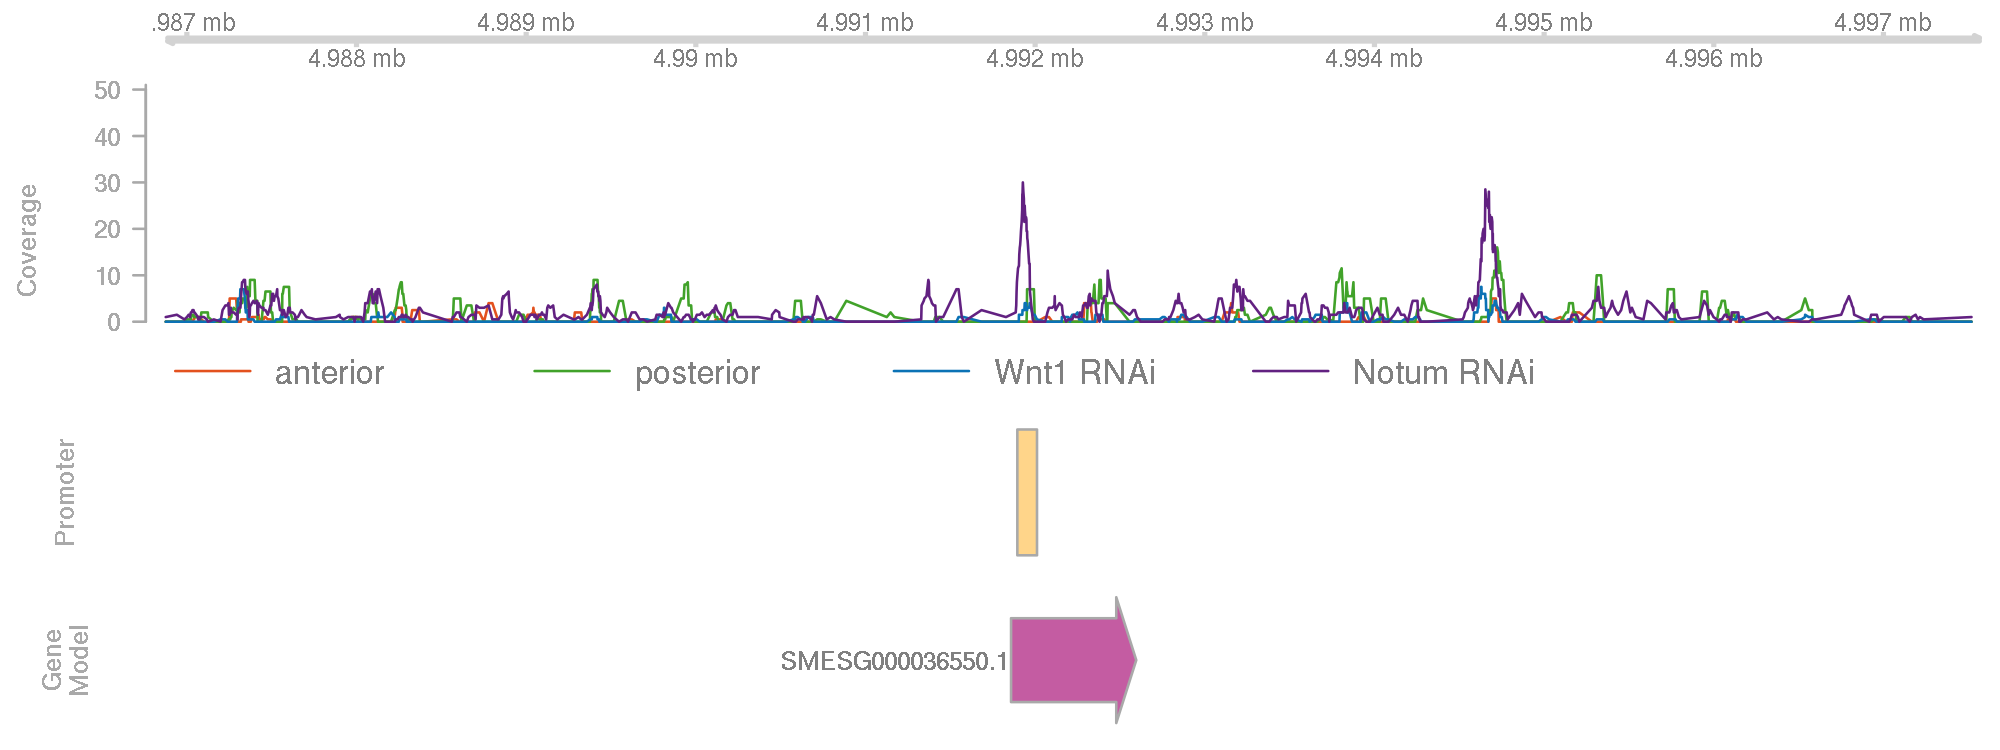 .987 mb 4.989 mb 4.991 mb 4.993 mb 4.995 mb 4.997 mb
4.988 mb 4.99 mb 4.992 mb 4.994 mb 4.996 mb
50
40
30
20
10
0
Coverage
anterior posterior Wnt1 RNAi Notum RNAi
Promoter
Gene
Model
SMESG000036550.1